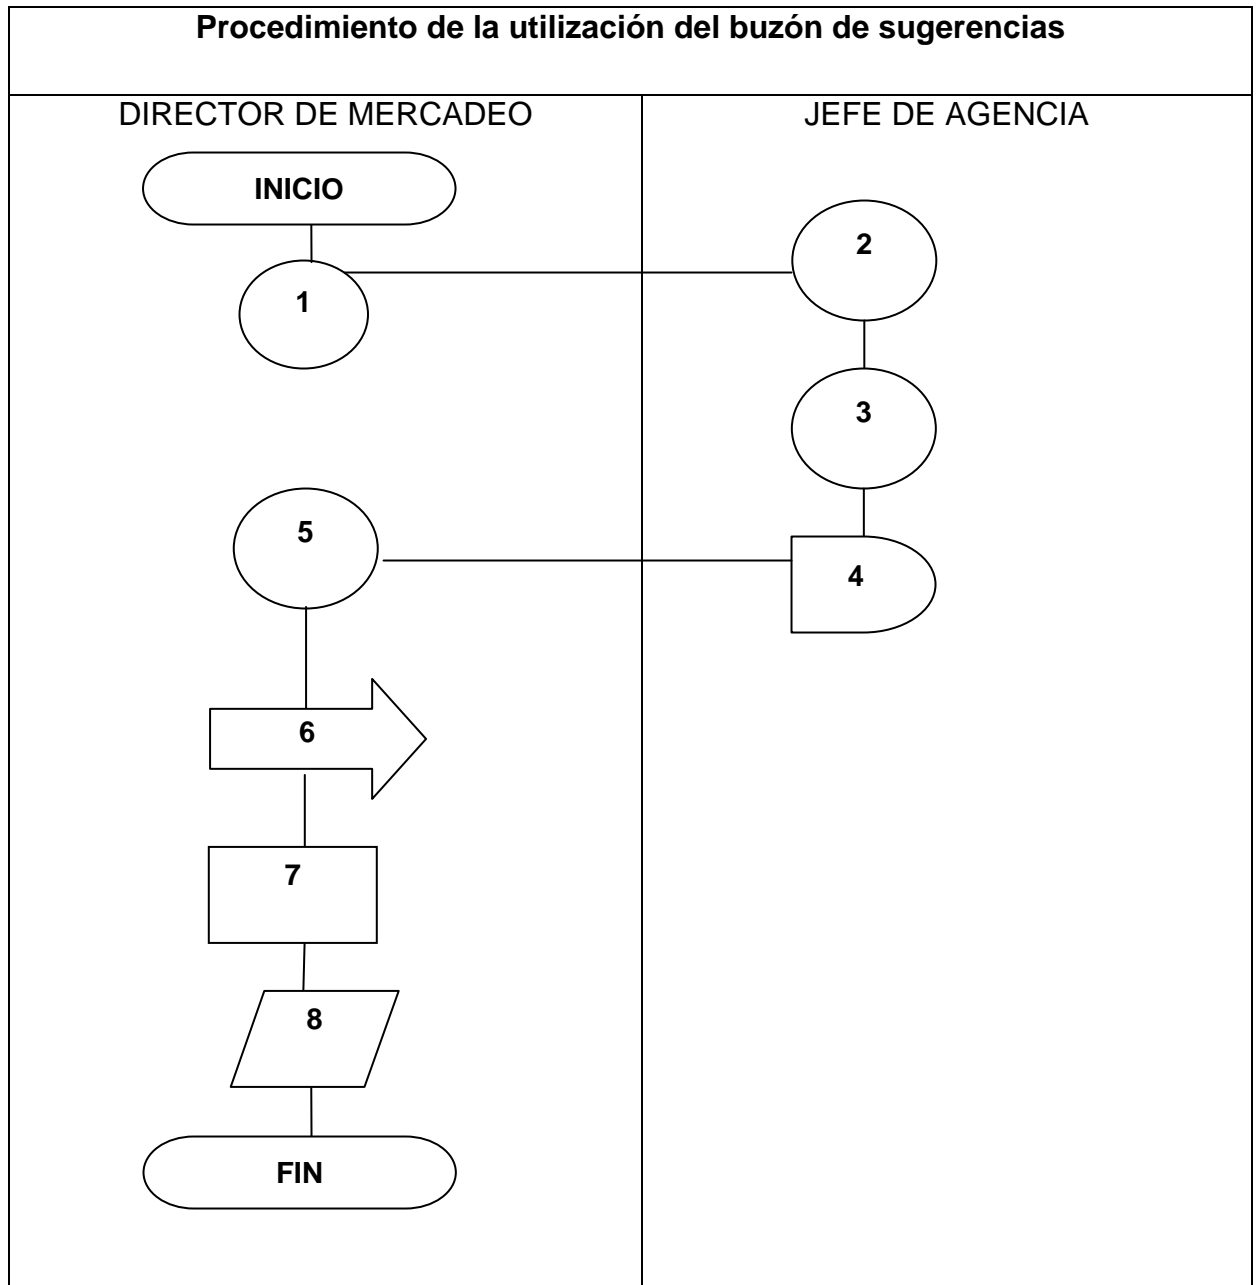 Procedimiento de la utilización del buzón de sugerencias
DIRECTOR DE MERCADEO
JEFE DE AGENCIA
INICIO
1
2
3
4
5
6
7
8
FIN